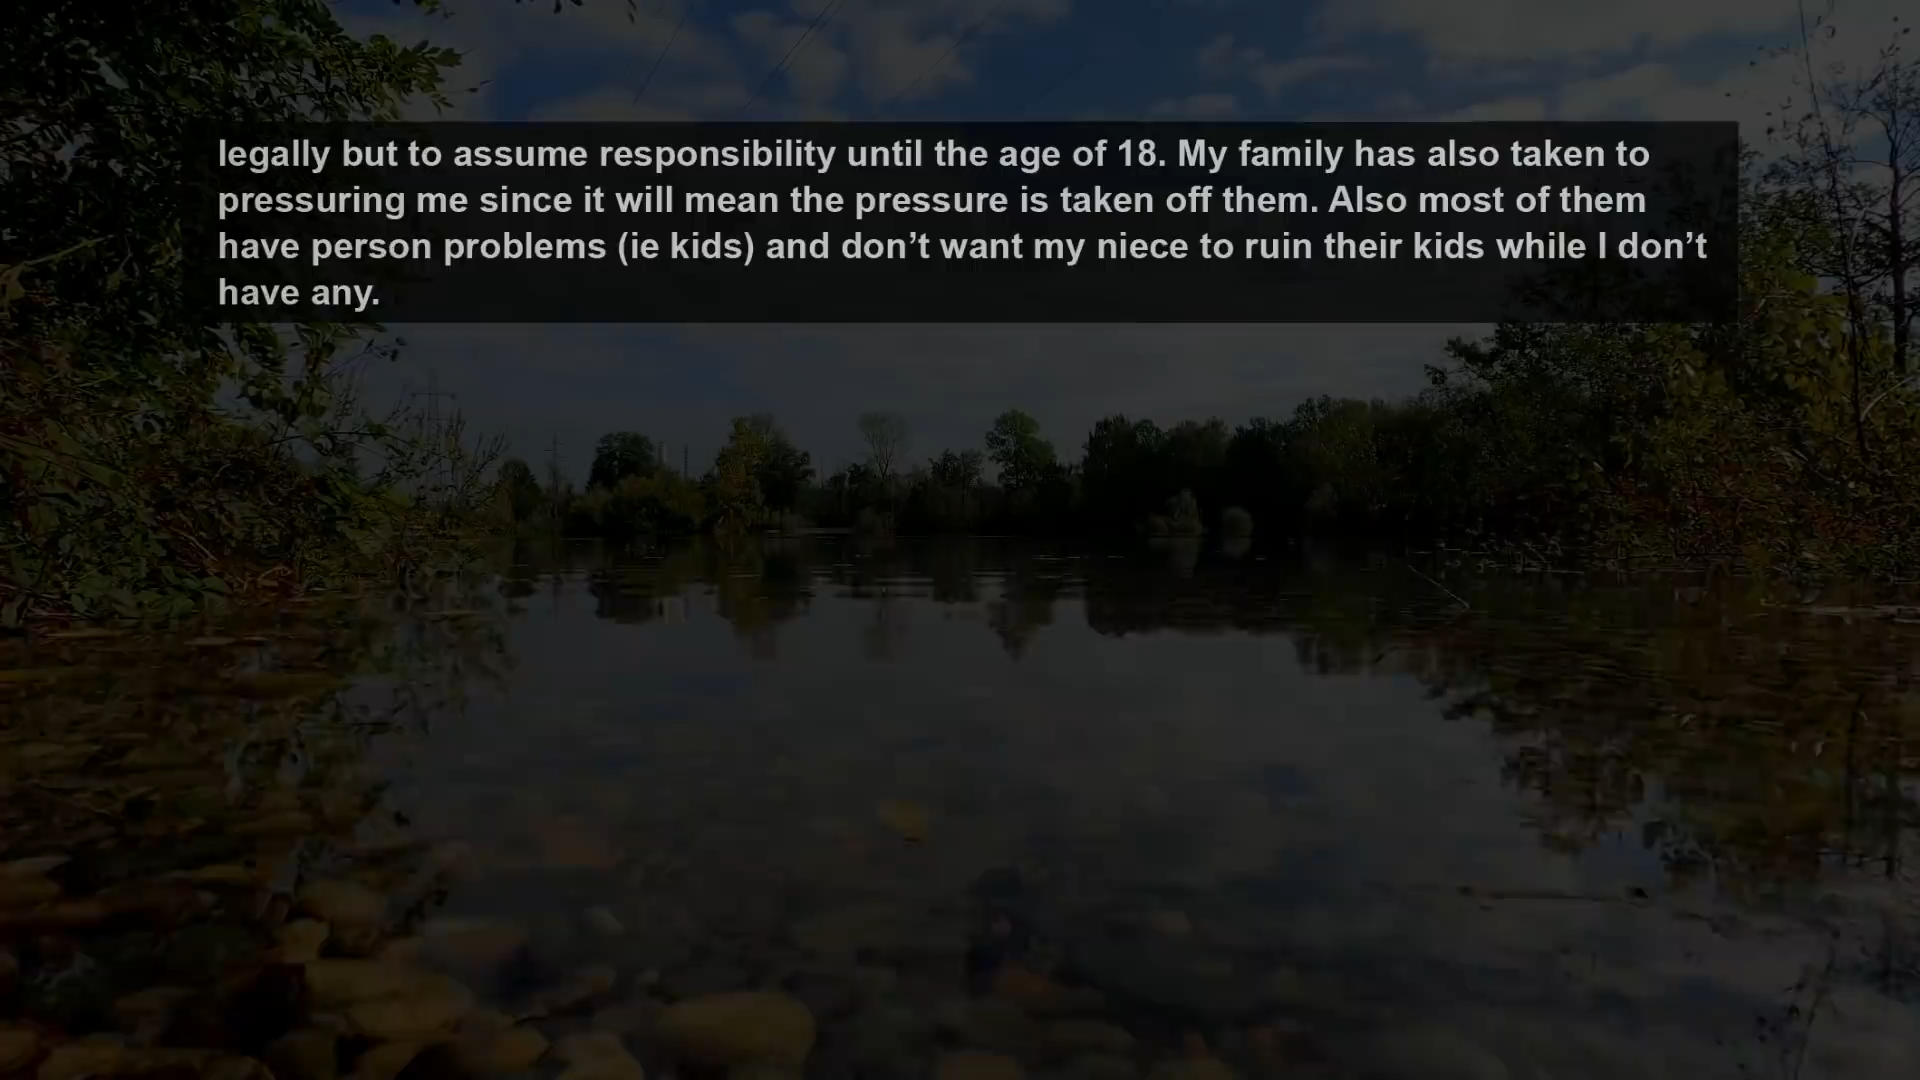 legally but to assume responsibility until the age of 18. My family has also taken to
pressuring me since it will mean the pressure is taken off them. Also most of them
have person problems (ie kids) and don’t want my niece to ruin their kids while I don’t
have any.